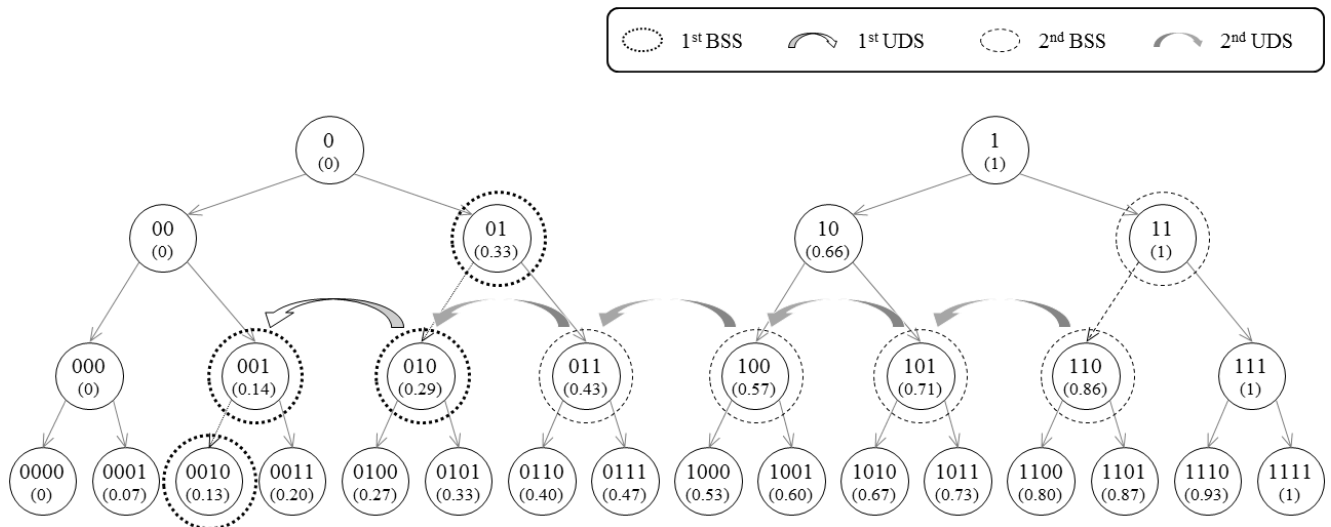 1st BSS 1st UDS 2nd BSS 2nd UDS
0 1
(0) (1)
00 01 10 11
(0) (0.33) (0.66) (1)
000 001 010 011 100 101 110 111
(0) (0.14) (0.29) (0.43) (0.57) (0.71) (0.86) (1)
0000 0001 0010 0011 0100 0101 0110 0111 1000 1001 1010 1011 1100 1101 1110 1111
(0) (0.07) (0.13) (0.20) (0.27) (0.33) (0.40) (0.47) (0.53) (0.60) (0.67) (0.73) (0.80) (0.87) (0.93) (1)